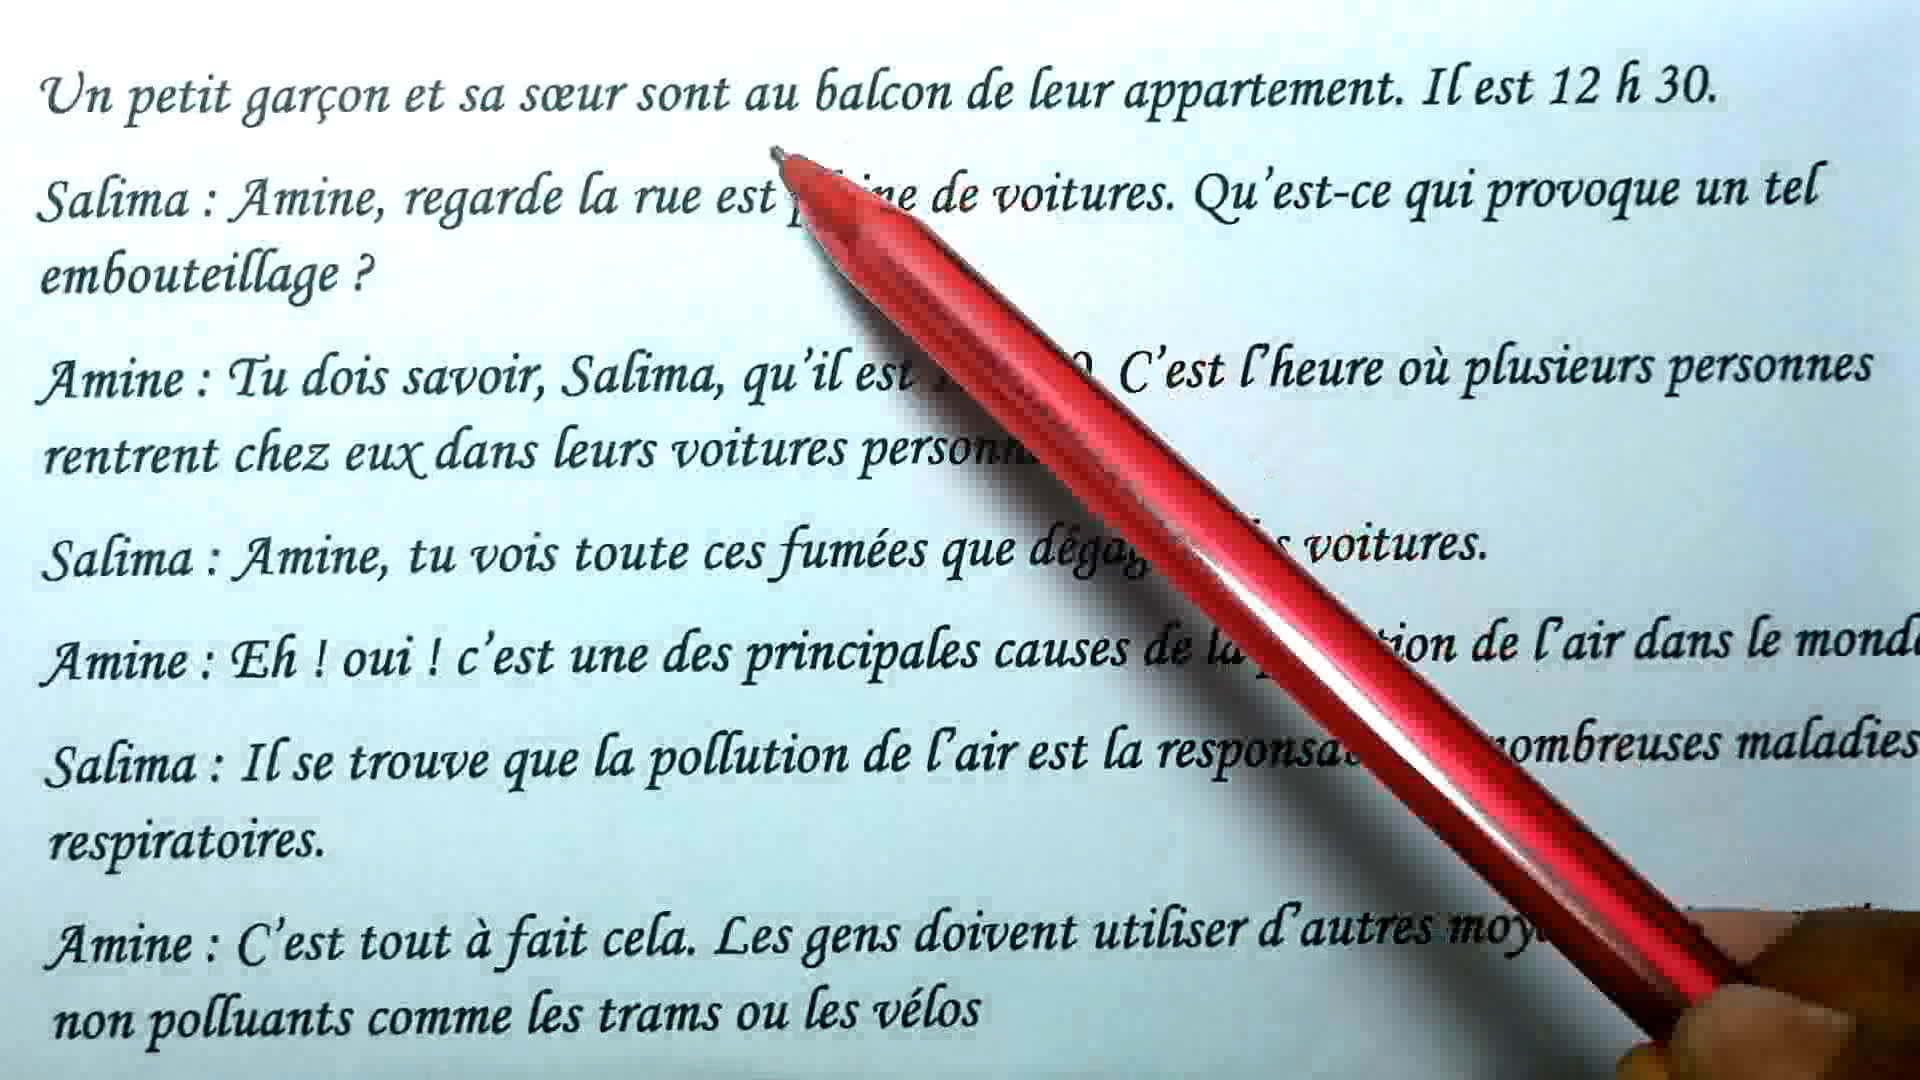 Un petit garçon et sa sœur sont au balcon de leur appartement. Il est 12 h 30.
Salima : Amine, regarde la rue est de voitures. Qu'est-ce qui provoque un tel
embouteillage ?
Amine : Tu dois savoir, Salima, qu'il est C'est l'heure où plusieurs personnes
rentrent chez eux dans leurs voitures
Salima : Amine, tu vois toute ces fumées que voitures.
Amine : Eh ! oui ! c'est une des principales causes de la de l'air dans le monde
Salima : Il se trouve que la pollution de l'air est la nombreuses maladies
respiratoires.
Amine : C'est tout à fait cela. Les gens doivent utiliser d'autres
non polluants comme les trams ou les vélos